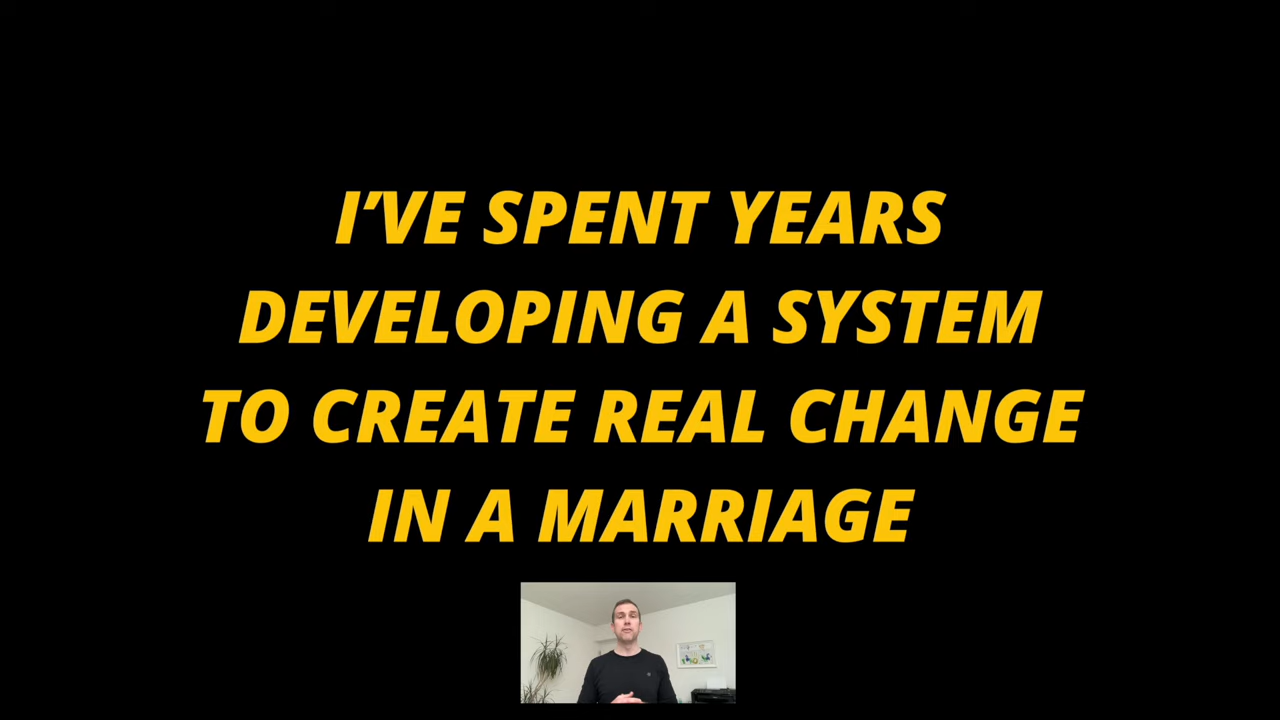 I’VE SPENT YEARS
DEVELOPING A SYSTEM
TO CREATE REAL CHANGE
IN A MARRIAGE